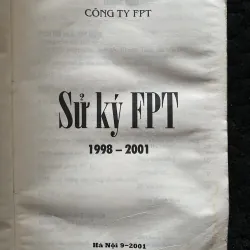 CÔNG TY FPT
Sử ký FPT
1998 - 2001
Hà Nội 9-2001